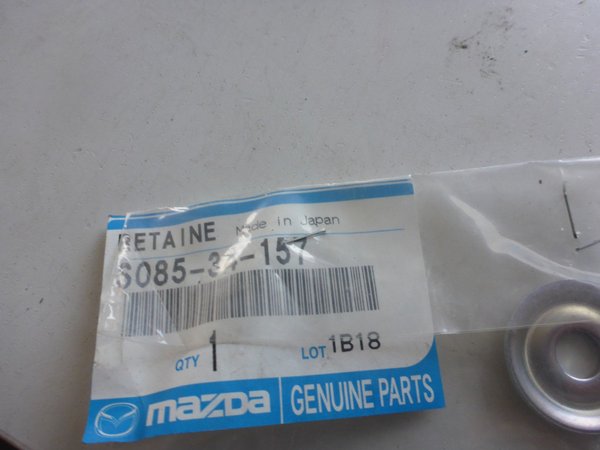 RETAINE Made in Japan
S085-34-157
QTY 1 LOT 1B18
mazda GENUINE PARTS